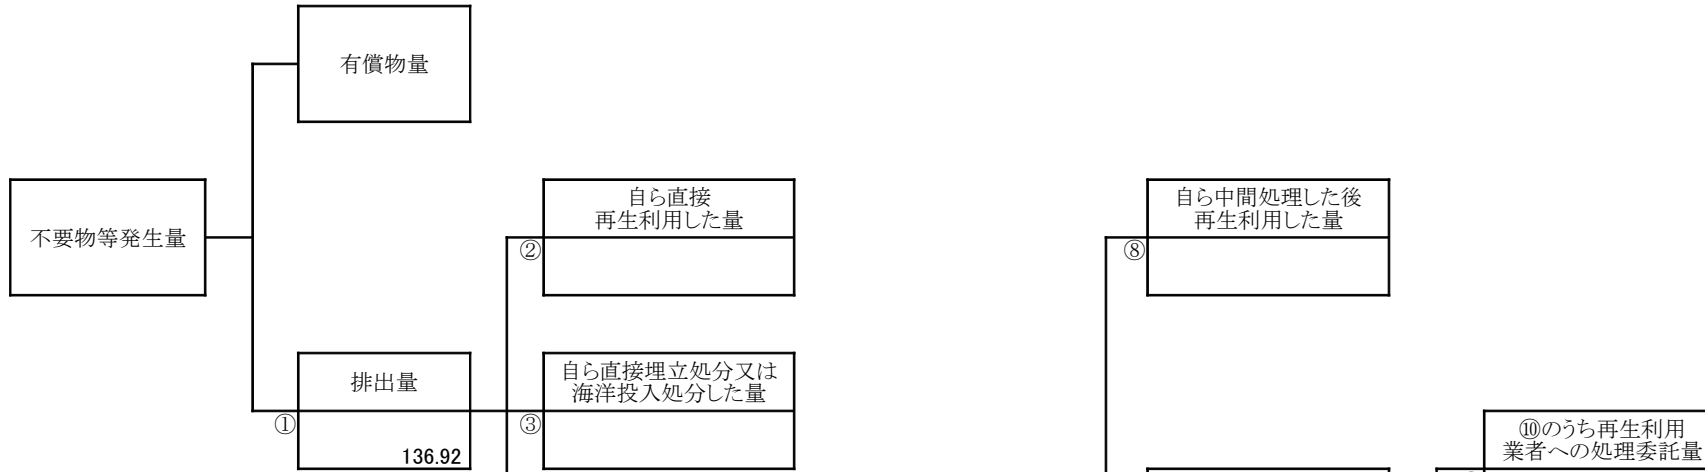 有償物量
不要物等発生量
自ら直接
再生利用した量
②
自ら中間処理した後
再生利用した量
⑧
排出量
①
136.92
自ら直接埋立処分又は
海洋投入処分した量
③
⑩のうち再生利用
業者への処理委託量